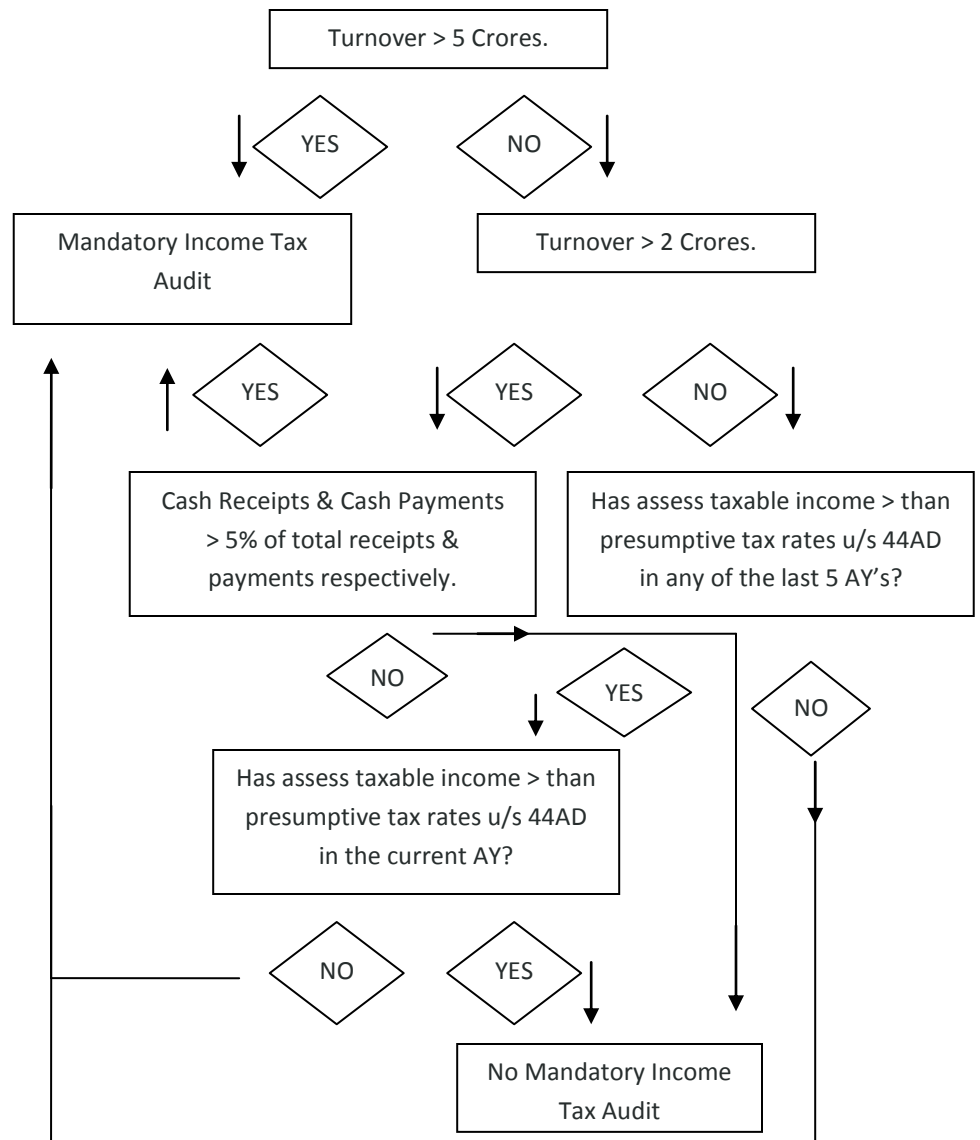 Turnover > 5 Crores.
YES
NO
Mandatory Income Tax
Audit
Turnover > 2 Crores.
YES
YES
NO
Cash Receipts & Cash Payments
> 5% of total receipts &
payments respectively.
Has assess taxable income > than
presumptive tax rates u/s 44AD
in any of the last 5 AY’s?
NO
YES
NO
Has assess taxable income > than
presumptive tax rates u/s 44AD
in the current AY?
NO
YES
No Mandatory Income
Tax Audit